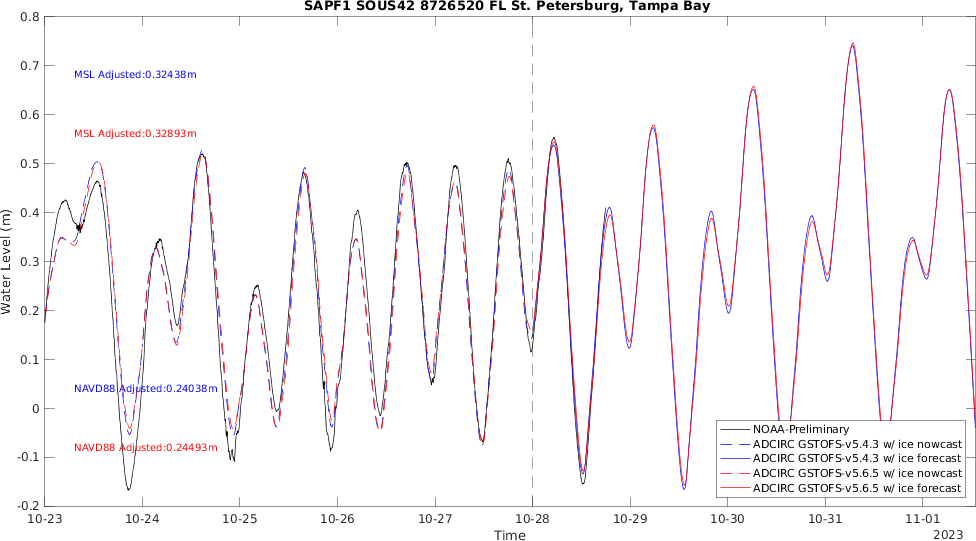 SAPF1 SOUS42 8726520 FL St. Petersburg, Tampa Bay
0.8
0.7
0.6
0.5
0.4
0.3
0.2
0.1
0
-0.1
-0.2
Water Level (m)
MSL Adjusted:0.32438m
MSL Adjusted:0.32893m
NAVD88 Adjusted:0.24038m
NAVD88 Adjusted:0.24493m
NOAA-Preliminary
ADCIRC GSTOFS-v5.4.3 w/ ice nowcast
ADCIRC GSTOFS-v5.4.3 w/ ice forecast
ADCIRC GSTOFS-v5.6.5 w/ ice nowcast
ADCIRC GSTOFS-v5.6.5 w/ ice forecast
10-23 10-24 10-25 10-26 10-27 10-28 10-29 10-30 10-31 11-01
Time
2023